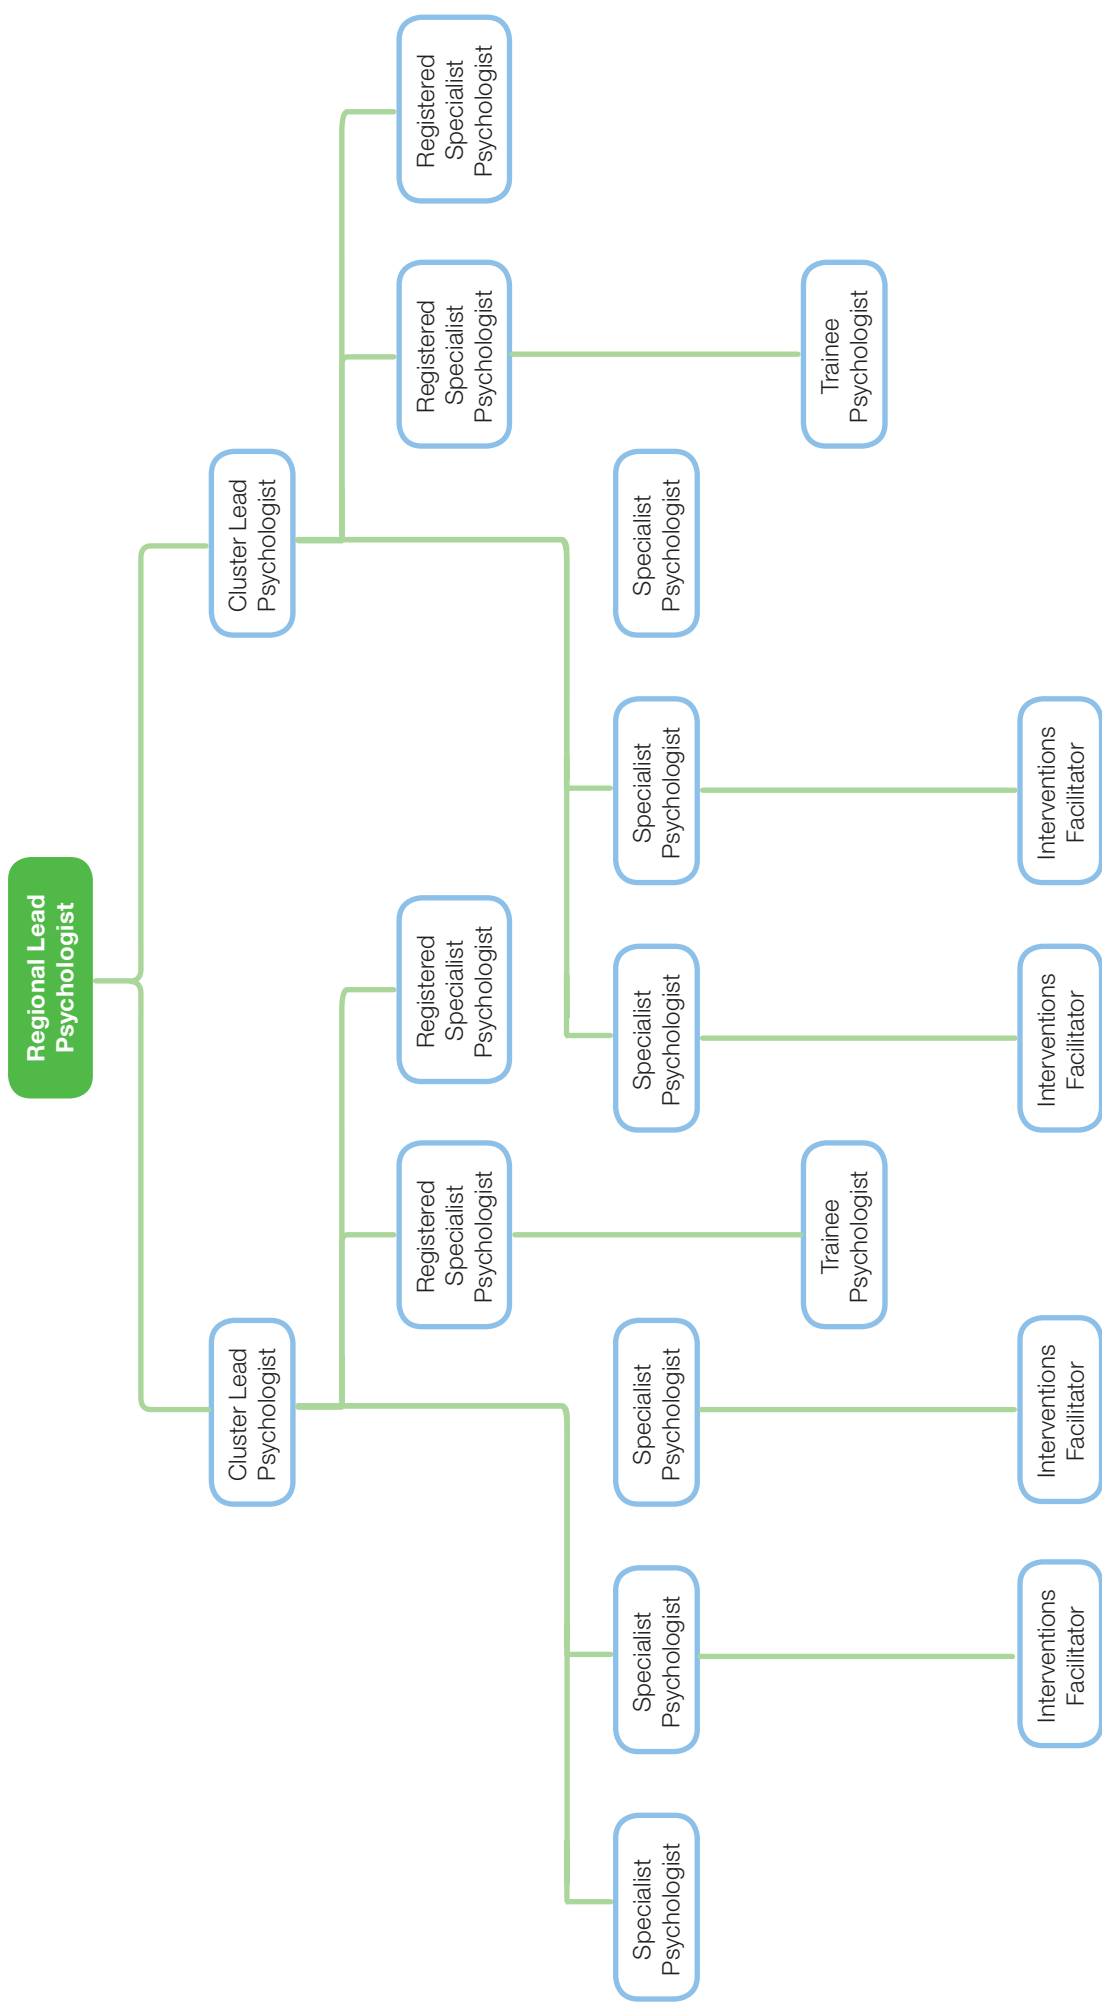 Regional Lead
Psychologist
Cluster Lead
Psychologist
Cluster Lead
Psychologist
Registered
Specialist
Psychologist
Registered
Specialist
Psychologist
Registered
Specialist
Psychologist
Registered
Specialist
Psychologist
Specialist
Psychologist
Specialist
Psychologist
Specialist
Psychologist
Specialist
Psychologist
Specialist
Psychologist
Specialist
Psychologist
Trainee
Psychologist
Trainee
Psychologist
Interventions
Facilitator
Interventions
Facilitator
Interventions
Facilitator
Interventions
Facilitator